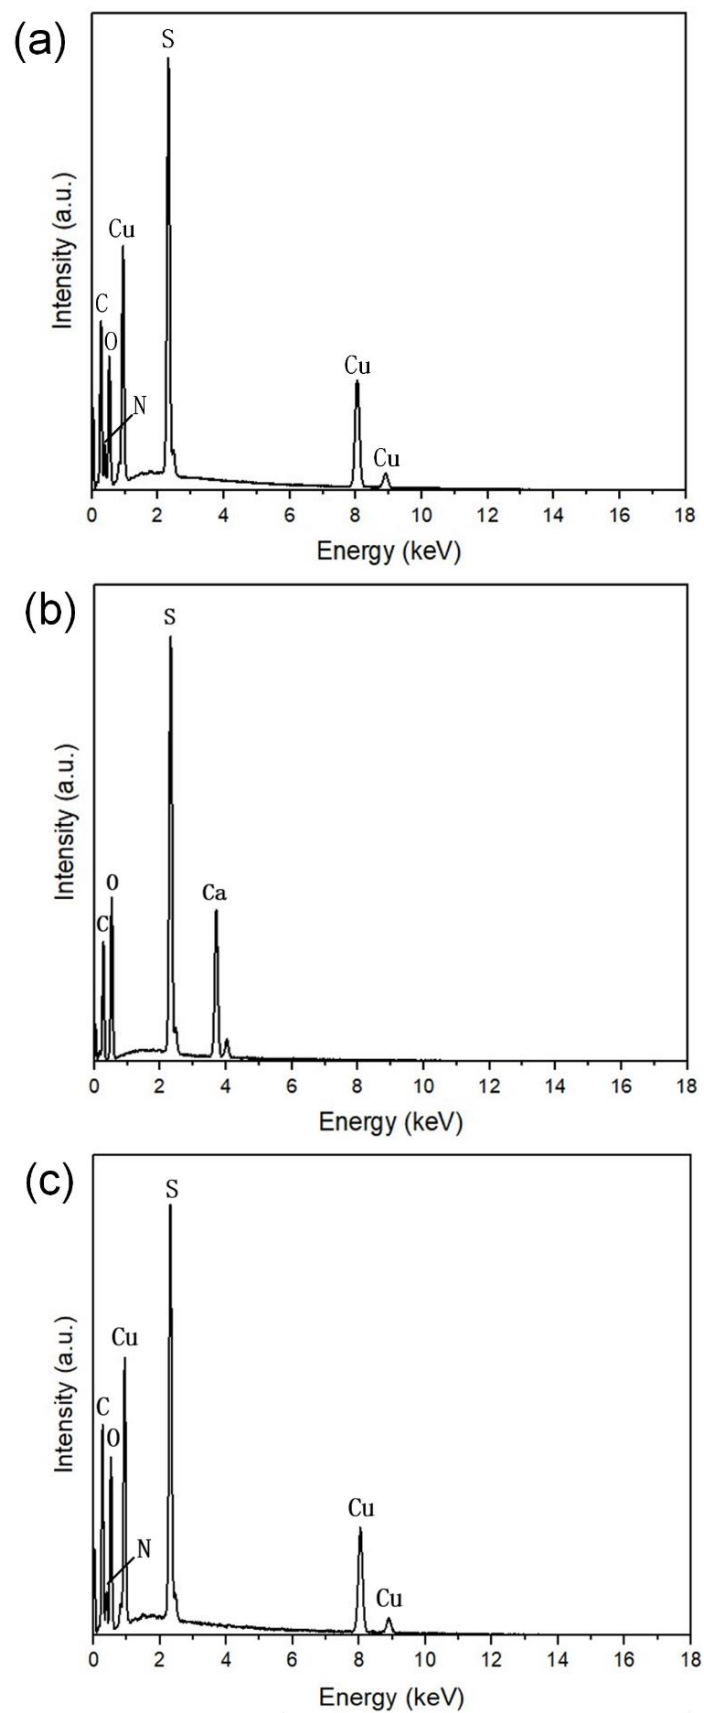 (a)
S
Cu
C
O
N
Cu
Cu
Intensity (a.u.)
0 2 4 6 8 10 12 14 16 18
Energy (keV)
(b)
S
O
C
Ca
Intensity (a.u.)
0 2 4 6 8 10 12 14 16 18
Energy (keV)
(c)
S
Cu
C
O
N
Cu
Cu
Intensity (a.u.)
0 2 4 6 8 10 12 14 16 18
Energy (keV)